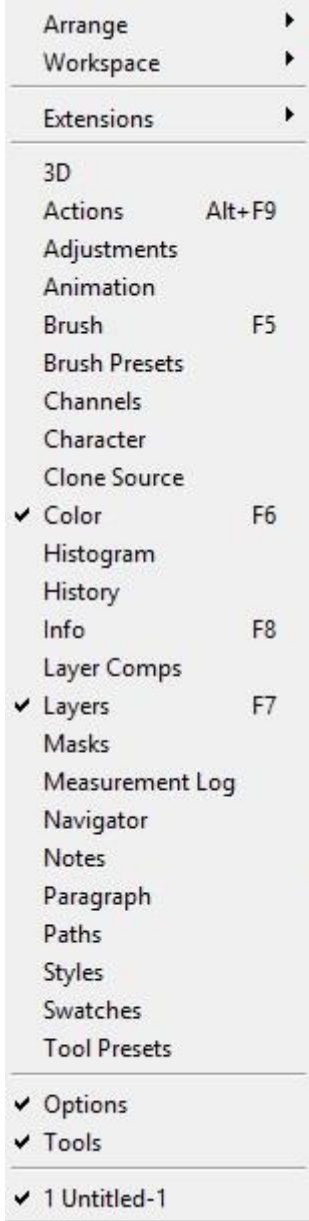 Arrange
Workspace
Extensions
3D
Actions Alt+F9
Adjustments
Animation
Brush F5
Brush Presets
Channels
Character
Clone Source
Color F6
Histogram
History
Info F8
Layer Comps
Layers F7
Masks
Measurement Log
Navigator
Notes
Paragraph
Paths
Styles
Swatches
Tool Presets
Options
Tools
1 Untitled-1